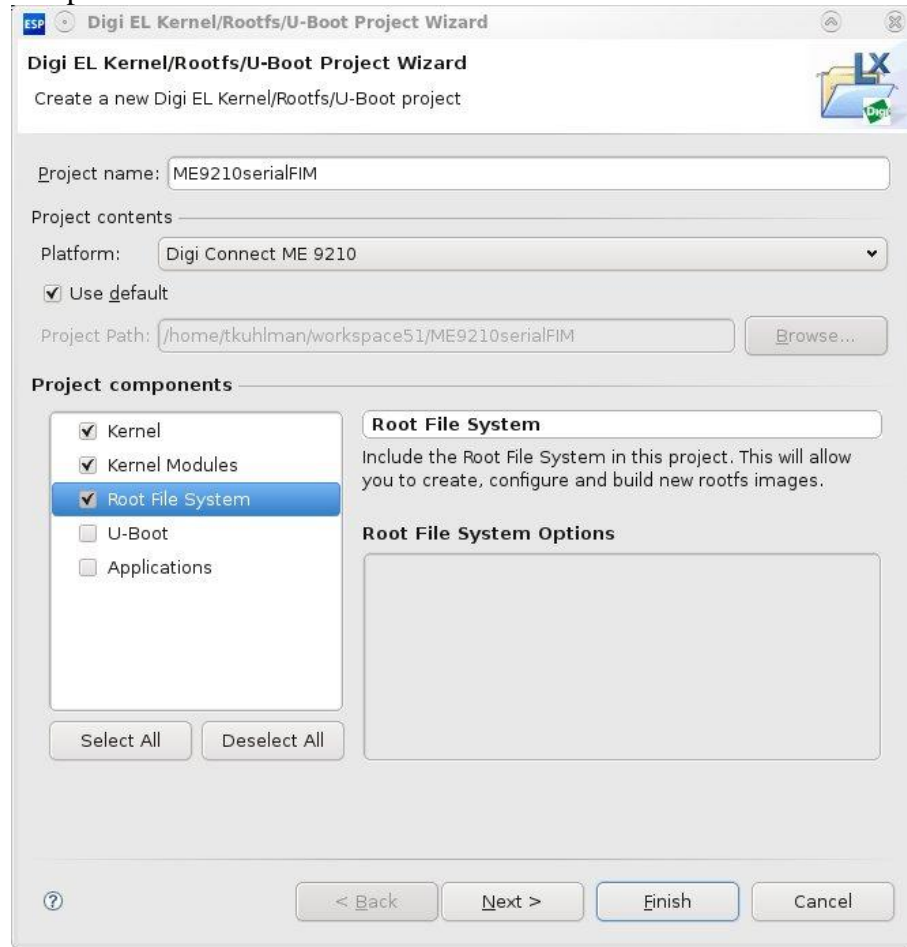 ESP Digi EL Kernel/Rootfs/U-Boot Project Wizard
Digi EL Kernel/Rootfs/U-Boot Project Wizard
Create a new Digi EL Kernel/Rootfs/U-Boot project
LX
Digi
Project name: ME9210serialFIM
Project contents
Platform: Digi Connect ME 9210
Use default
Project Path: /home/tkuhlman/workspace51/ME9210serialFIM Browse...
Project components
Kernel
Kernel Modules
Root File System
U-Boot
Applications
Select All Deselect All
Root File System
Include the Root File System in this project. This will allow
you to create, configure and build new rootfs images.
Root File System Options
? < Back Next > Finish Cancel